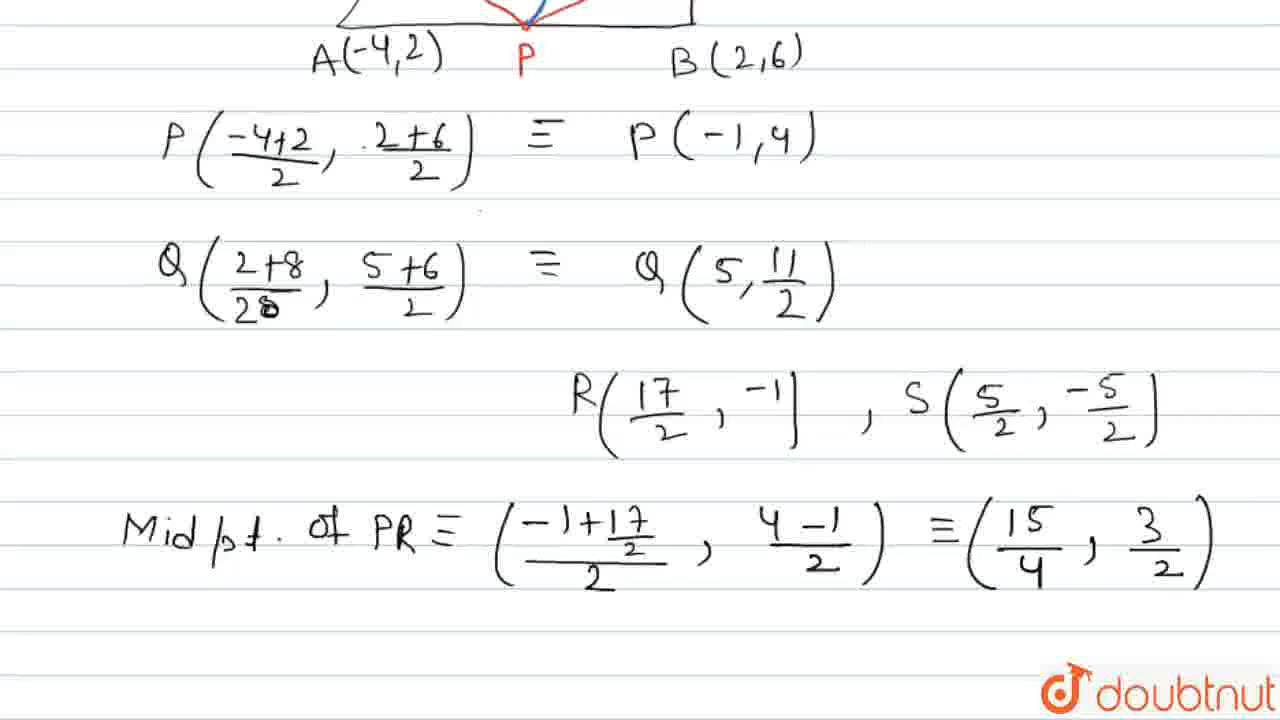 A(-4,2) P B(2,6)
P((-4+2)/2, (2+6)/2) ≡ P(-1,4)
Q((2+8)/2, (5+6)/2) ≡ Q(5, 11/2)
R(17/2, -1), S(5/2, -5/2)
Mid pt. of PR ≡ ((-1+17/2)/2, (4-1)/2) ≡ (15/4, 3/2)
doubtnut